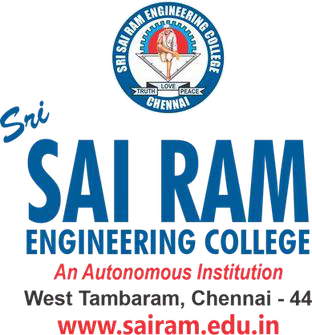 SRI SAI RAM ENGINEERING COLLEGE
LOVE
TRUTH PEACE
CHENNAI
Sri
SAI RAM
ENGINEERING COLLEGE
An Autonomous Institution
West Tambaram, Chennai - 44
www.sairam.edu.in